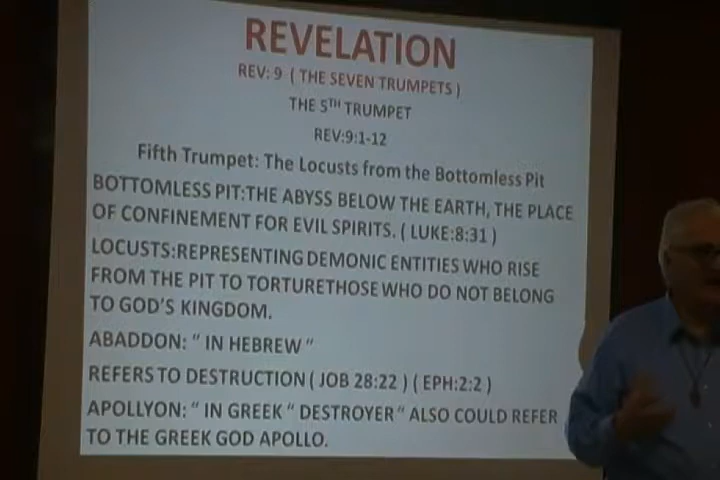 REVELATION
REV: 9 ( THE SEVEN TRUMPETS )
THE 5TH TRUMPET
REV:9:1-12
Fifth Trumpet: The Locusts from the Bottomless Pit
BOTTOMLESS PIT:THE ABYSS BELOW THE EARTH, THE PLACE
OF CONFINEMENT FOR EVIL SPIRITS. ( LUKE:8:31 )
LOCUSTS:REPRESENTING DEMONIC ENTITIES WHO RISE
FROM THE PIT TO TORTURETHOSE WHO DO NOT BELONG
TO GOD'S KINGDOM.
ABADDON: " IN HEBREW "
REFERS TO DESTRUCTION ( JOB 28:22 ) ( EPH:2:2 )
APOLLYON: " IN GREEK " DESTROYER " ALSO COULD REFER
TO THE GREEK GOD APOLLO.